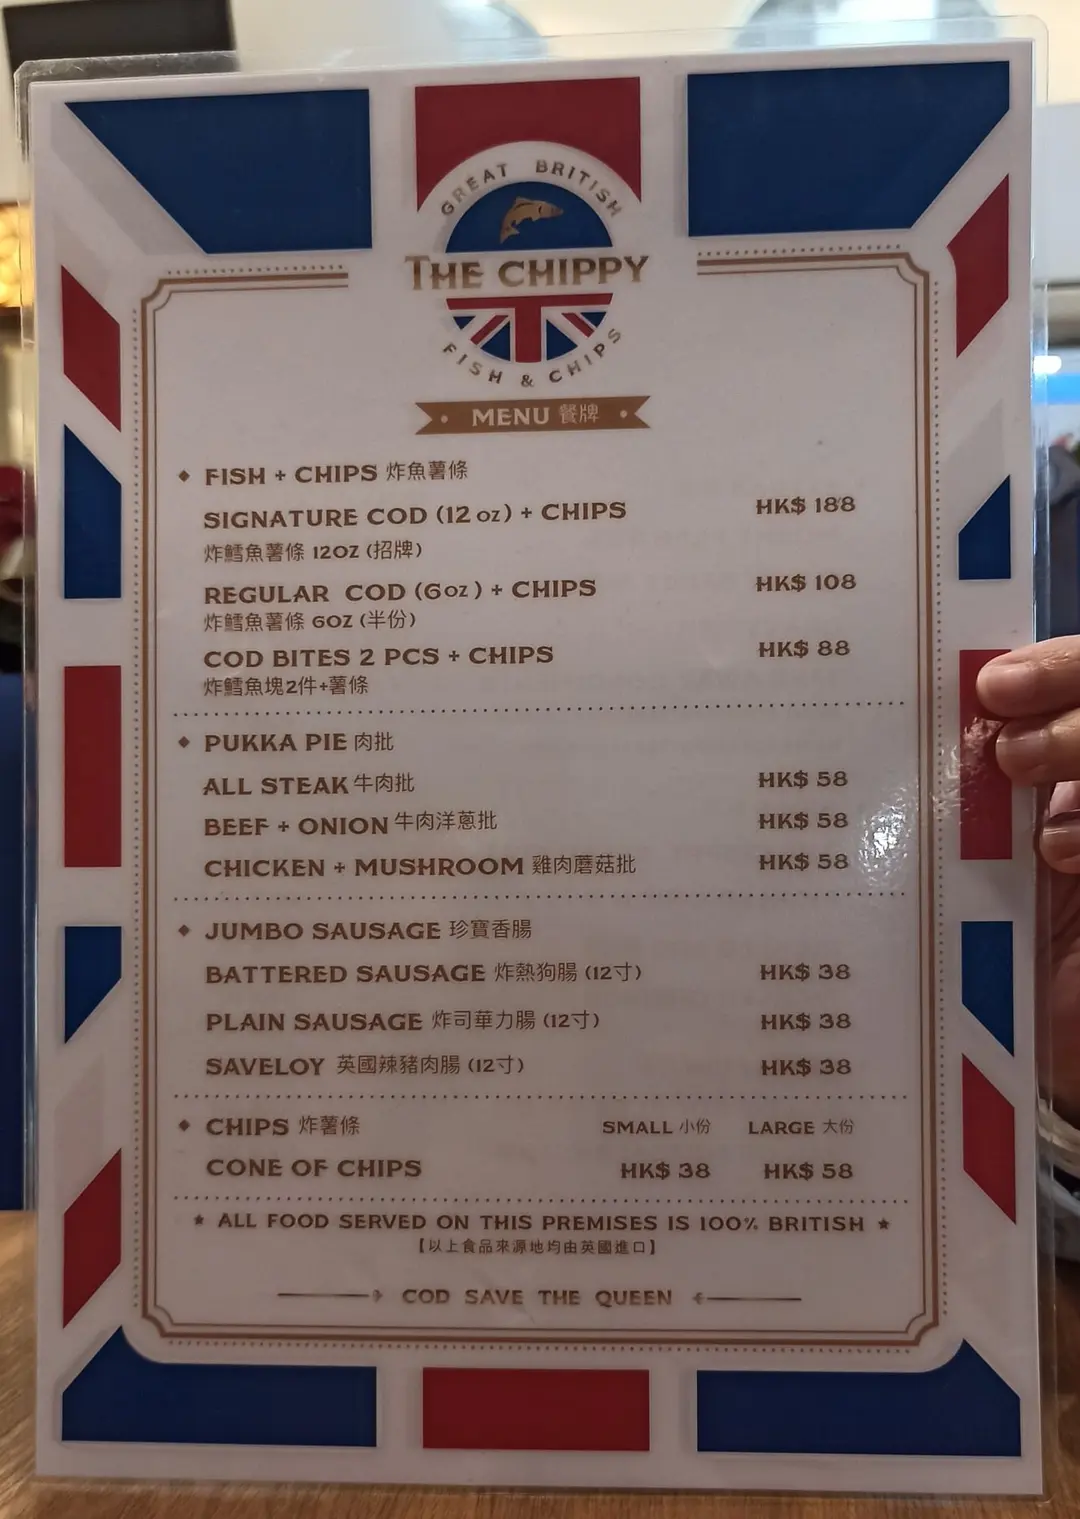 GREAT BRITISH
THE CHIPPY
FISH & CHIPS
MENU 餐牌
FISH + CHIPS 炸魚薯條
SIGNATURE COD (12 oz) + CHIPS HK$ 188
炸鱈魚薯條 12OZ (招牌)
REGULAR COD (6oz) + CHIPS HK$ 108
炸鱈魚薯條 6OZ (半份)
COD BITES 2 PCS + CHIPS HK$ 88
炸鱈魚塊2件+薯條
PUKKA PIE 肉批
ALL STEAK 牛肉批 HK$ 58
BEEF + ONION 牛肉洋蔥批 HK$ 58
CHICKEN + MUSHROOM 雞肉蘑菇批 HK$ 58
JUMBO SAUSAGE 珍寶香腸
BATTERED SAUSAGE 炸熱狗腸 (12寸) HK$ 38
PLAIN SAUSAGE 炸司華力腸 (12寸) HK$ 38
SAVELOY 英國辣豬肉腸 (12寸) HK$ 38
CHIPS 炸薯條 SMALL 小份 LARGE 大份
CONE OF CHIPS HK$ 38 HK$ 58
★ ALL FOOD SERVED ON THIS PREMISES IS 100% BRITISH ★
【以上食品來源地均由英國進口】
COD SAVE THE QUEEN